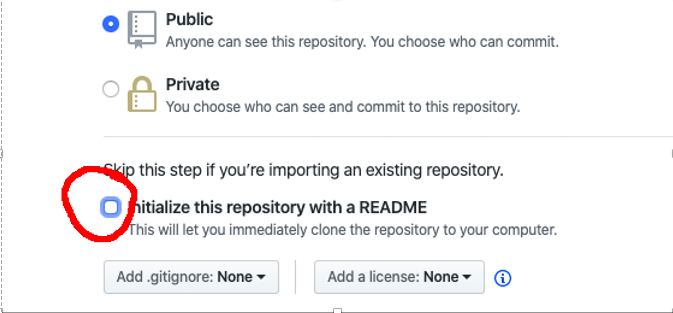 Public
Anyone can see this repository. You choose who can commit.
Private
You choose who can see and commit to this repository.
Skip this step if you're importing an existing repository.
Initialize this repository with a README
This will let you immediately clone the repository to your computer.
Add .gitignore: None
Add a license: None